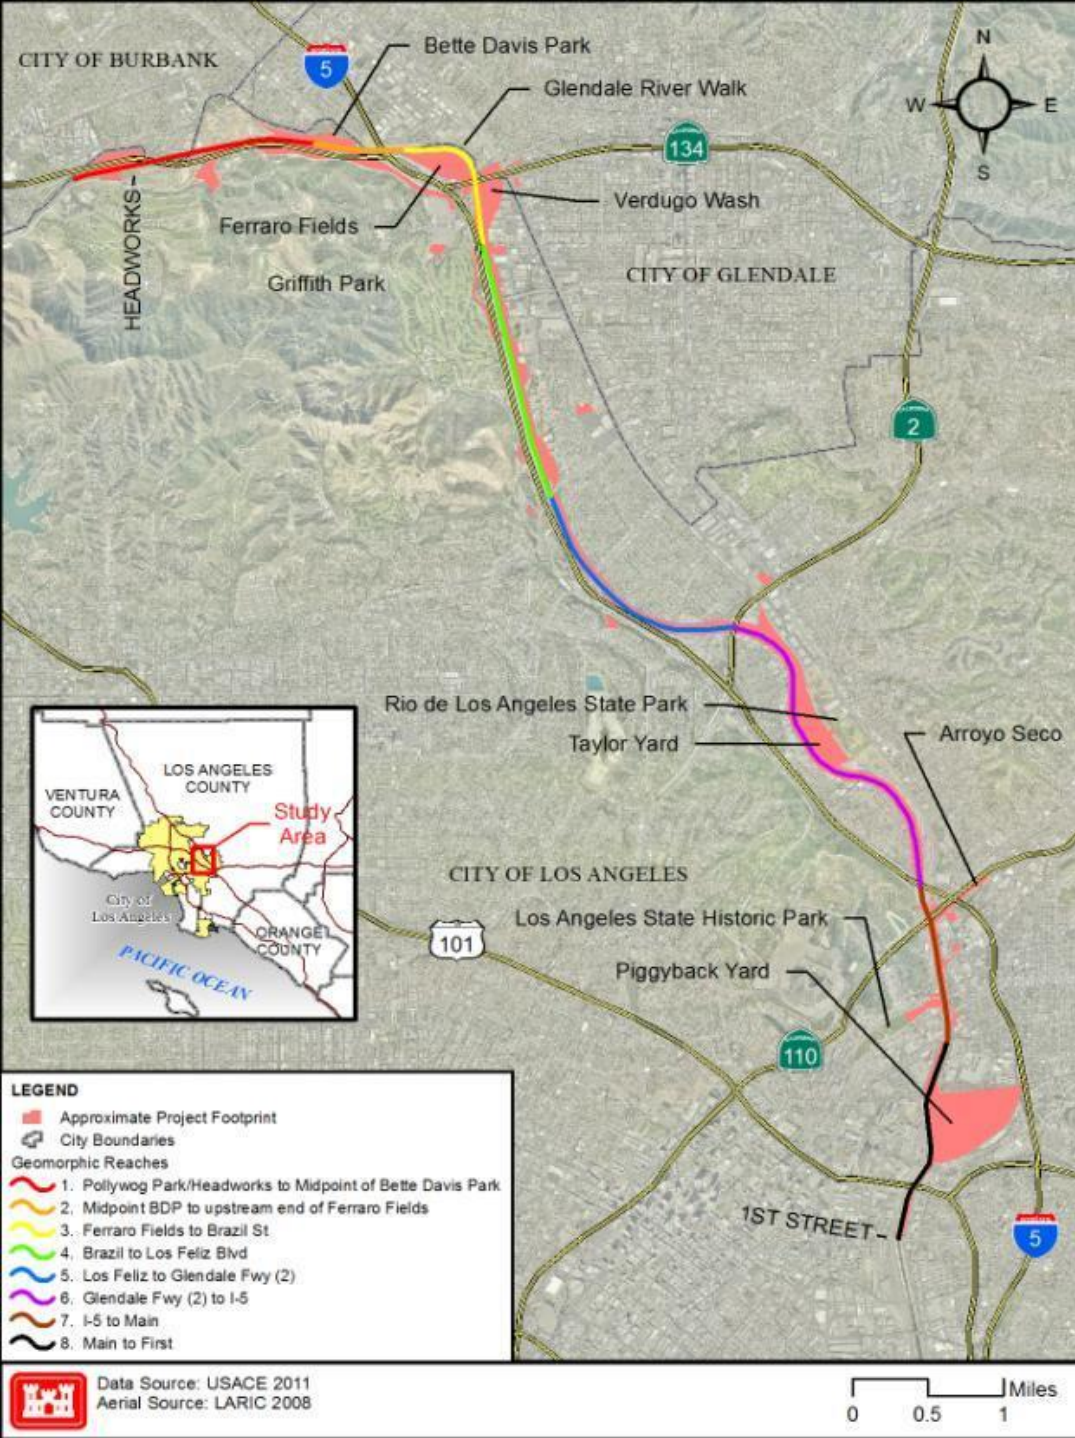 CITY OF BURBANK
5
Bette Davis Park
Glendale River Walk
N
W
E
S
134
Verdugo Wash
HEADWORKS-
Ferraro Fields
Griffith Park
CITY OF GLENDALE
2
Rio de Los Angeles State Park
Taylor Yard
Arroyo Seco
LOS ANGELES
COUNTY
VENTURA
COUNTY
Study
Area
City of
Los Angeles
ORANGE
COUNTY
PACIFIC OCEAN
CITY OF LOS ANGELES
Los Angeles State Historic Park
101
Piggyback Yard
110
1ST STREET-
5
LEGEND
Approximate Project Footprint
City Boundaries
Geomorphic Reaches
1. Pollywog Park/Headworks to Midpoint of Bette Davis Park
2. Midpoint BDP to upstream end of Ferraro Fields
3. Ferraro Fields to Brazil St
4. Brazil to Los Feliz Blvd
5. Los Feliz to Glendale Fwy (2)
6. Glendale Fwy (2) to I-5
7. I-5 to Main
8. Main to First
Data Source: USACE 2011
Aerial Source: LARIC 2008
Miles
0 0.5 1